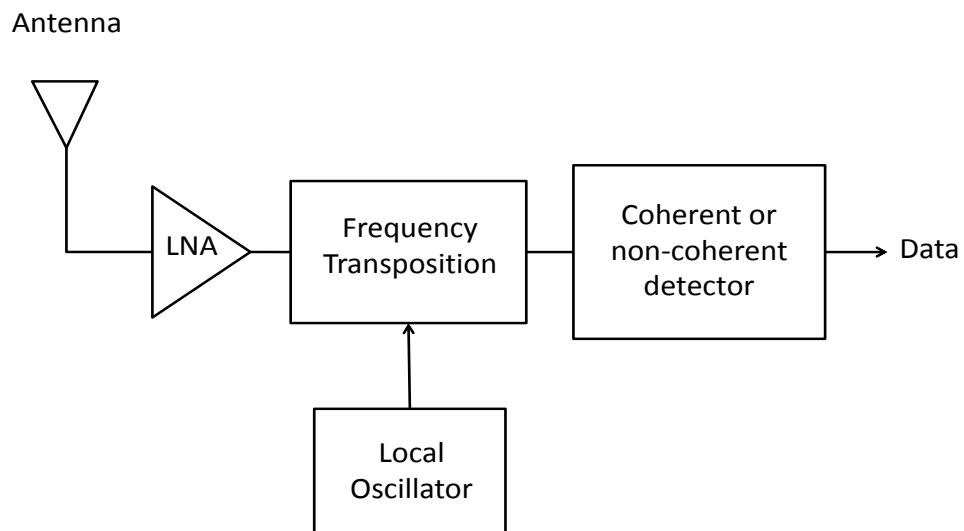 Antenna
LNA
Frequency
Transposition
Coherent or
non-coherent
detector
Data
Local
Oscillator